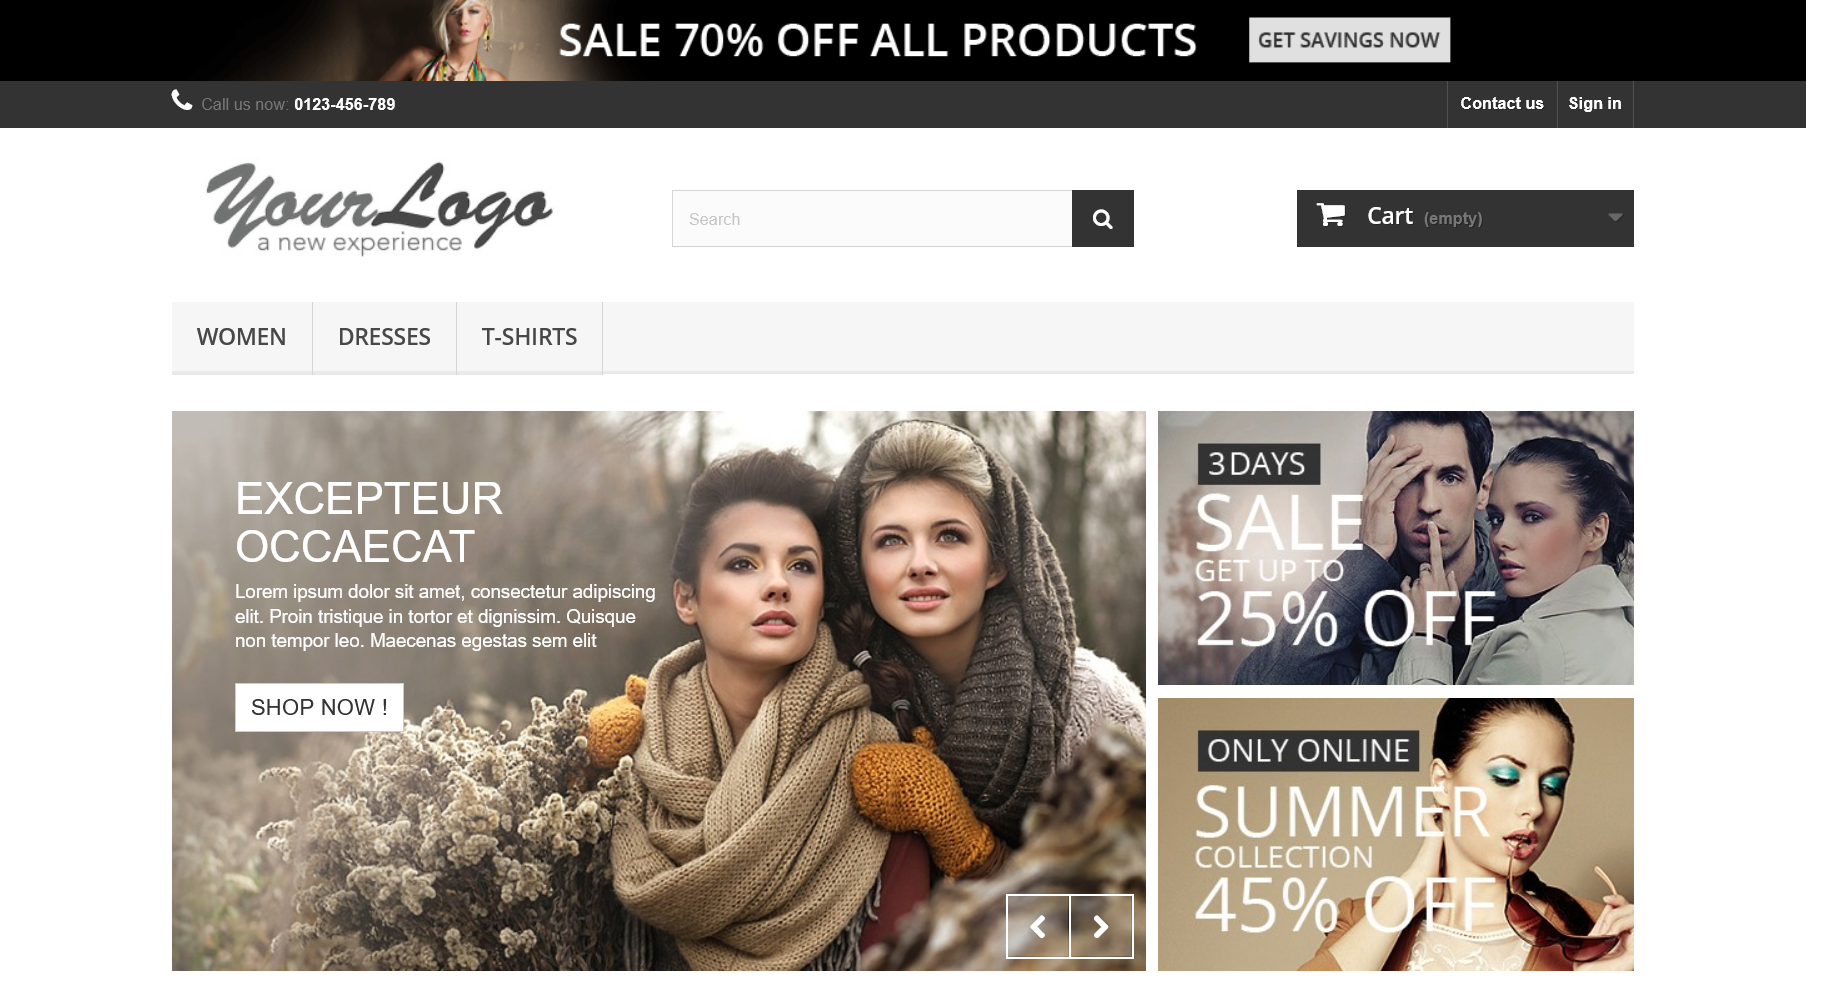 SALE 70% OFF ALL PRODUCTS
GET SAVINGS NOW
Call us now: 0123-456-789
Contact us
Sign in
YourLogo
a new experience
Search
Cart (empty)
WOMEN
DRESSES
T-SHIRTS
EXCEPTEUR
OCCAECAT
Lorem ipsum dolor sit amet, consectetur adipiscing
elit. Proin tristique in tortor et dignissim. Quisque
non tempor leo. Maecenas egestas sem elit
SHOP NOW !
3 DAYS
SALE
GET UP TO
25% OFF
ONLY ONLINE
SUMMER
COLLECTION
45% OFF